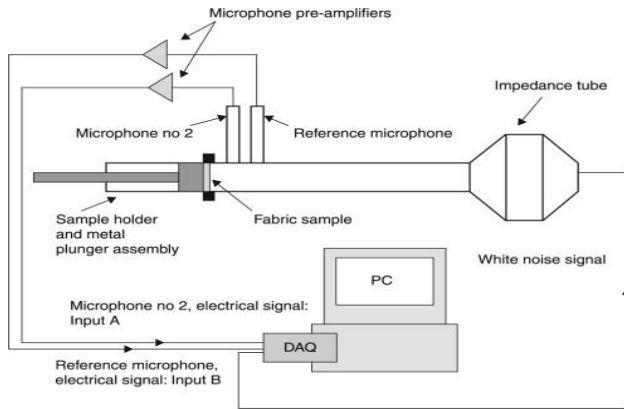 Microphone pre-amplifiers
Impedance tube
Microphone no 2
Reference microphone
Sample holder
and metal
plunger assembly
Fabric sample
White noise signal
PC
Microphone no 2, electrical signal:
Input A
DAQ
Reference microphone,
electrical signal: Input B